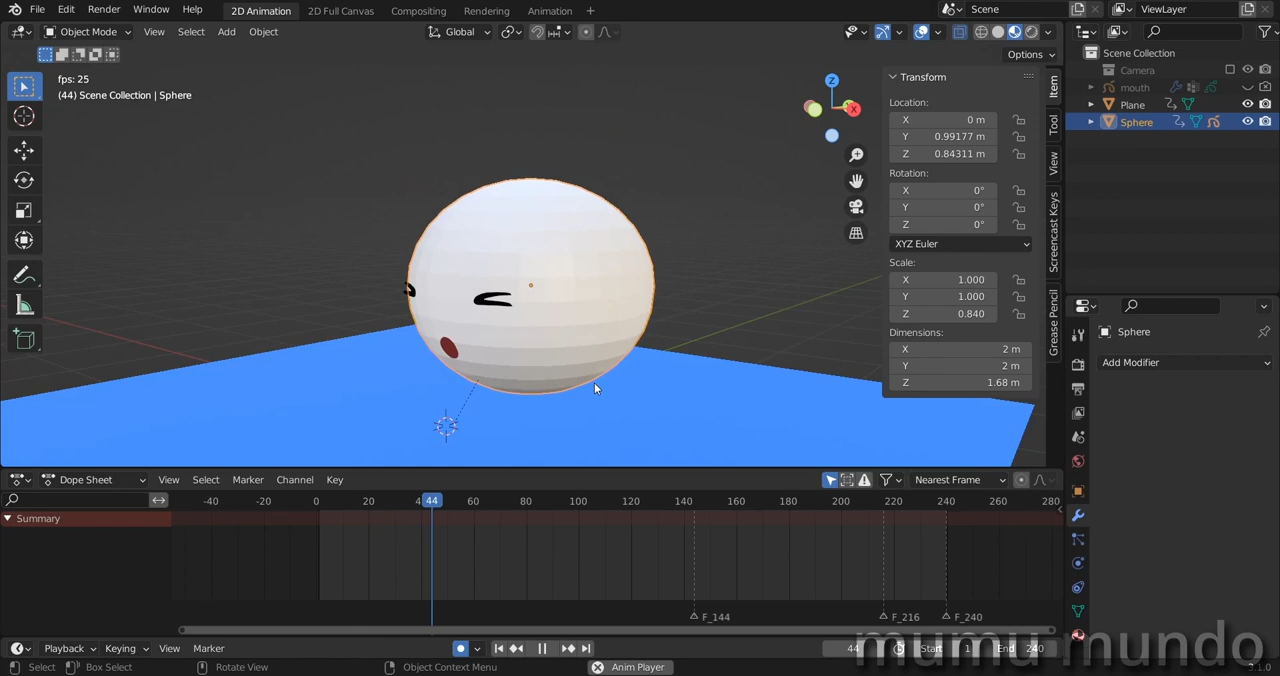 File Edit Render Window Help 2D Animation 2D Full Canvas Compositing Rendering Animation + Scene ViewLayer
Object Mode View Select Add Object Global
Options
fps: 25
(44) Scene Collection | Sphere
Z
X
Transform
Location:
X 0 m
Y 0.99177 m
Z 0.84311 m
Rotation:
X 0°
Y 0°
Z 0°
XYZ Euler
Scale:
X 1.000
Y 1.000
Z 0.840
Dimensions:
X 2 m
Y 2 m
Z 1.68 m
Item
Tool
View
Screencast Keys
Grease Pencil
Scene Collection
Camera
mouth
Plane
Sphere
Sphere
Add Modifier
Dope Sheet View Select Marker Channel Key Nearest Frame
-40 -20 0 20 4 44 60 80 100 120 140 160 180 200 220 240 260 280
Summary
F_144 F_216 F_240
Playback Keying View Marker 44 Start 1 End 240
Select Box Select Rotate View Object Context Menu Anim Player 3.1.0
mumu mundo